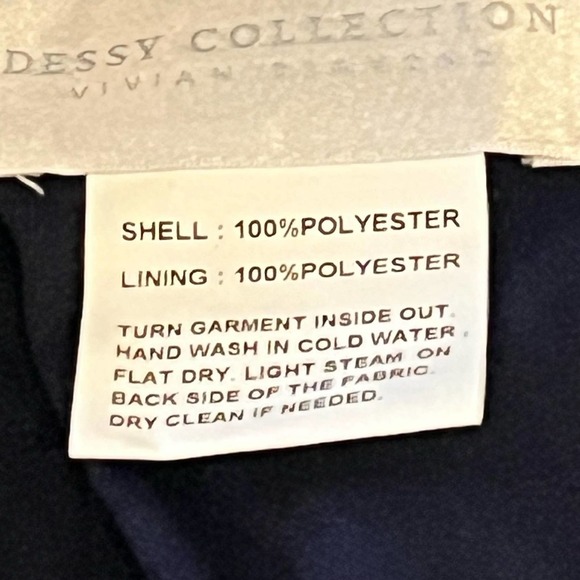 DESSY COLLECTION
VIVIAN
SHELL : 100%POLYESTER
LINING : 100%POLYESTER
TURN GARMENT INSIDE OUT.
HAND WASH IN COLD WATER.
FLAT DRY. LIGHT STEAM ON
BACK SIDE OF THE FABRIC.
DRY CLEAN IF NEEDED.